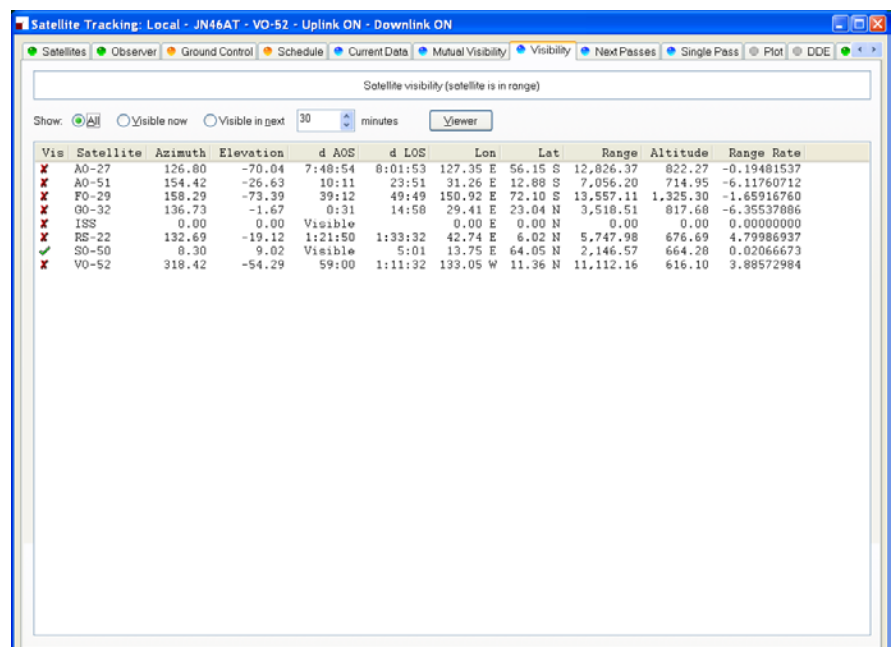 Satellite Tracking: Local - JN46AT - VO-52 - Uplink ON - Downlink ON
Satellites Observer Ground Control Schedule Current Data Mutual Visibility Visibility Next Passes Single Pass Plot DDE
Satellite visibility (satellite is in range)
Show: All Visible now Visible in next 30 minutes Viewer
Vis Satellite Azimuth Elevation d AOS d LOS Lon Lat Range Altitude Range Rate
✘ AO-27 126.80 -70.04 7:48:54 8:01:53 127.35 E 56.15 S 12,826.37 822.27 -0.19481537
✘ AO-51 154.42 -26.63 10:11 23:51 31.26 E 12.88 S 7,056.20 714.95 -6.11760712
✘ FO-29 158.29 -73.39 39:12 49:49 150.92 E 72.10 S 13,557.11 1,325.30 -1.65916760
✘ GO-32 136.73 -1.67 0:31 14:58 29.41 E 23.04 N 3,518.51 817.68 -6.35537886
✘ ISS 0.00 0.00 Visible 0.00 E 0.00 N 0.00 0.00 0.00000000
✘ RS-22 132.69 -19.12 1:21:50 1:33:32 42.74 E 6.02 N 5,747.98 676.69 4.79986937
✔ SO-50 8.30 9.02 Visible 5:01 13.75 E 64.05 N 2,146.57 664.28 0.02066673
✘ VO-52 318.42 -54.29 59:00 1:11:32 133.05 W 11.36 N 11,112.16 616.10 3.88572984